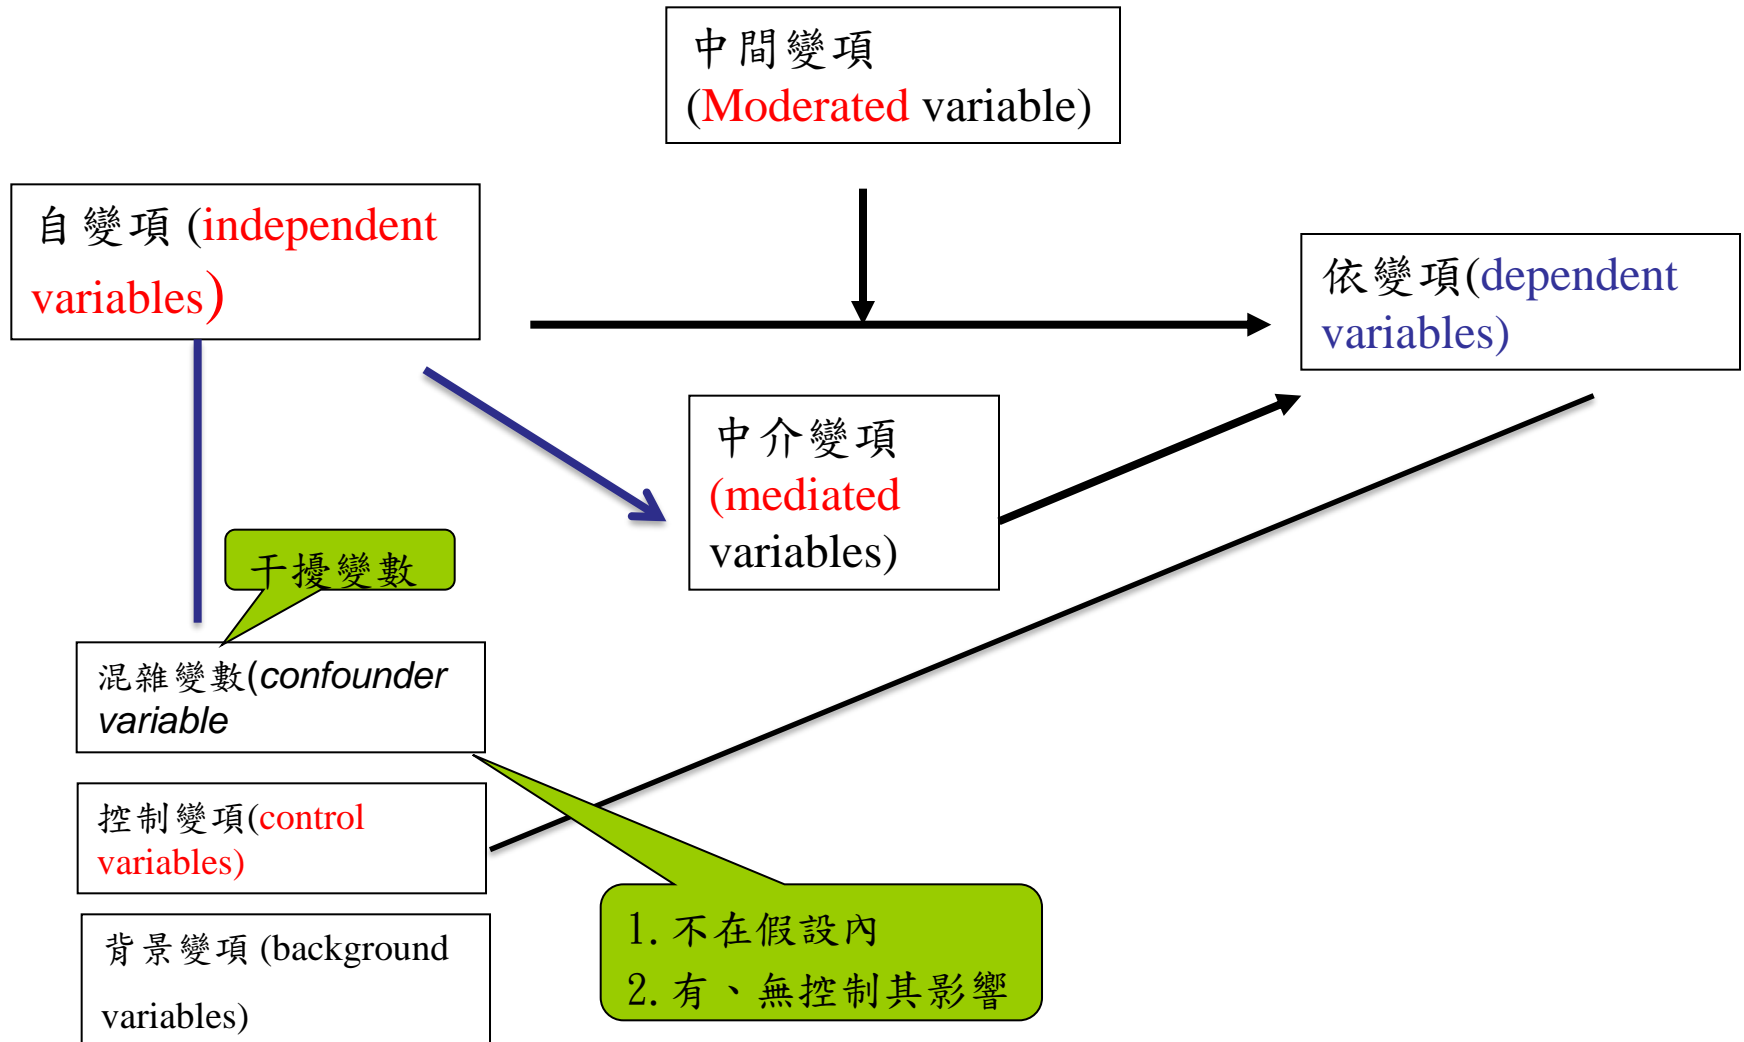 中間變項
(Moderated variable)
自變項 (independent
variables)
依變項(dependent
variables)
中介變項
(mediated
variables)
干擾變數
混雜變數(confounder
variable
控制變項(control
variables)
背景變項 (background
variables)
1. 不在假設內
2. 有、無控制其影響